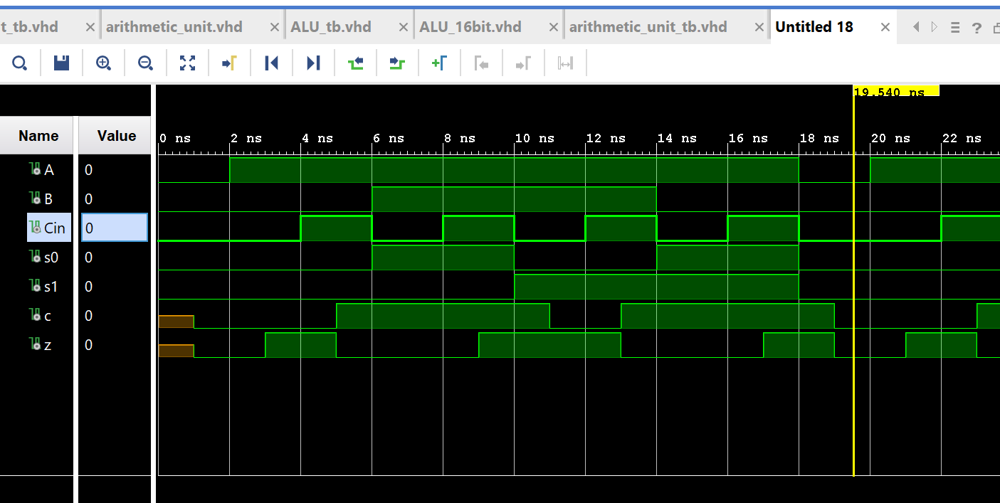 t_tb.vhd arithmetic_unit.vhd ALU_tb.vhd ALU_16bit.vhd arithmetic_unit_tb.vhd Untitled 18
19.540 ns
Name Value
0 ns 2 ns 4 ns 6 ns 8 ns 10 ns 12 ns 14 ns 16 ns 18 ns 20 ns 22 ns
A 0
B 0
Cin 0
s0 0
s1 0
c 0
z 0